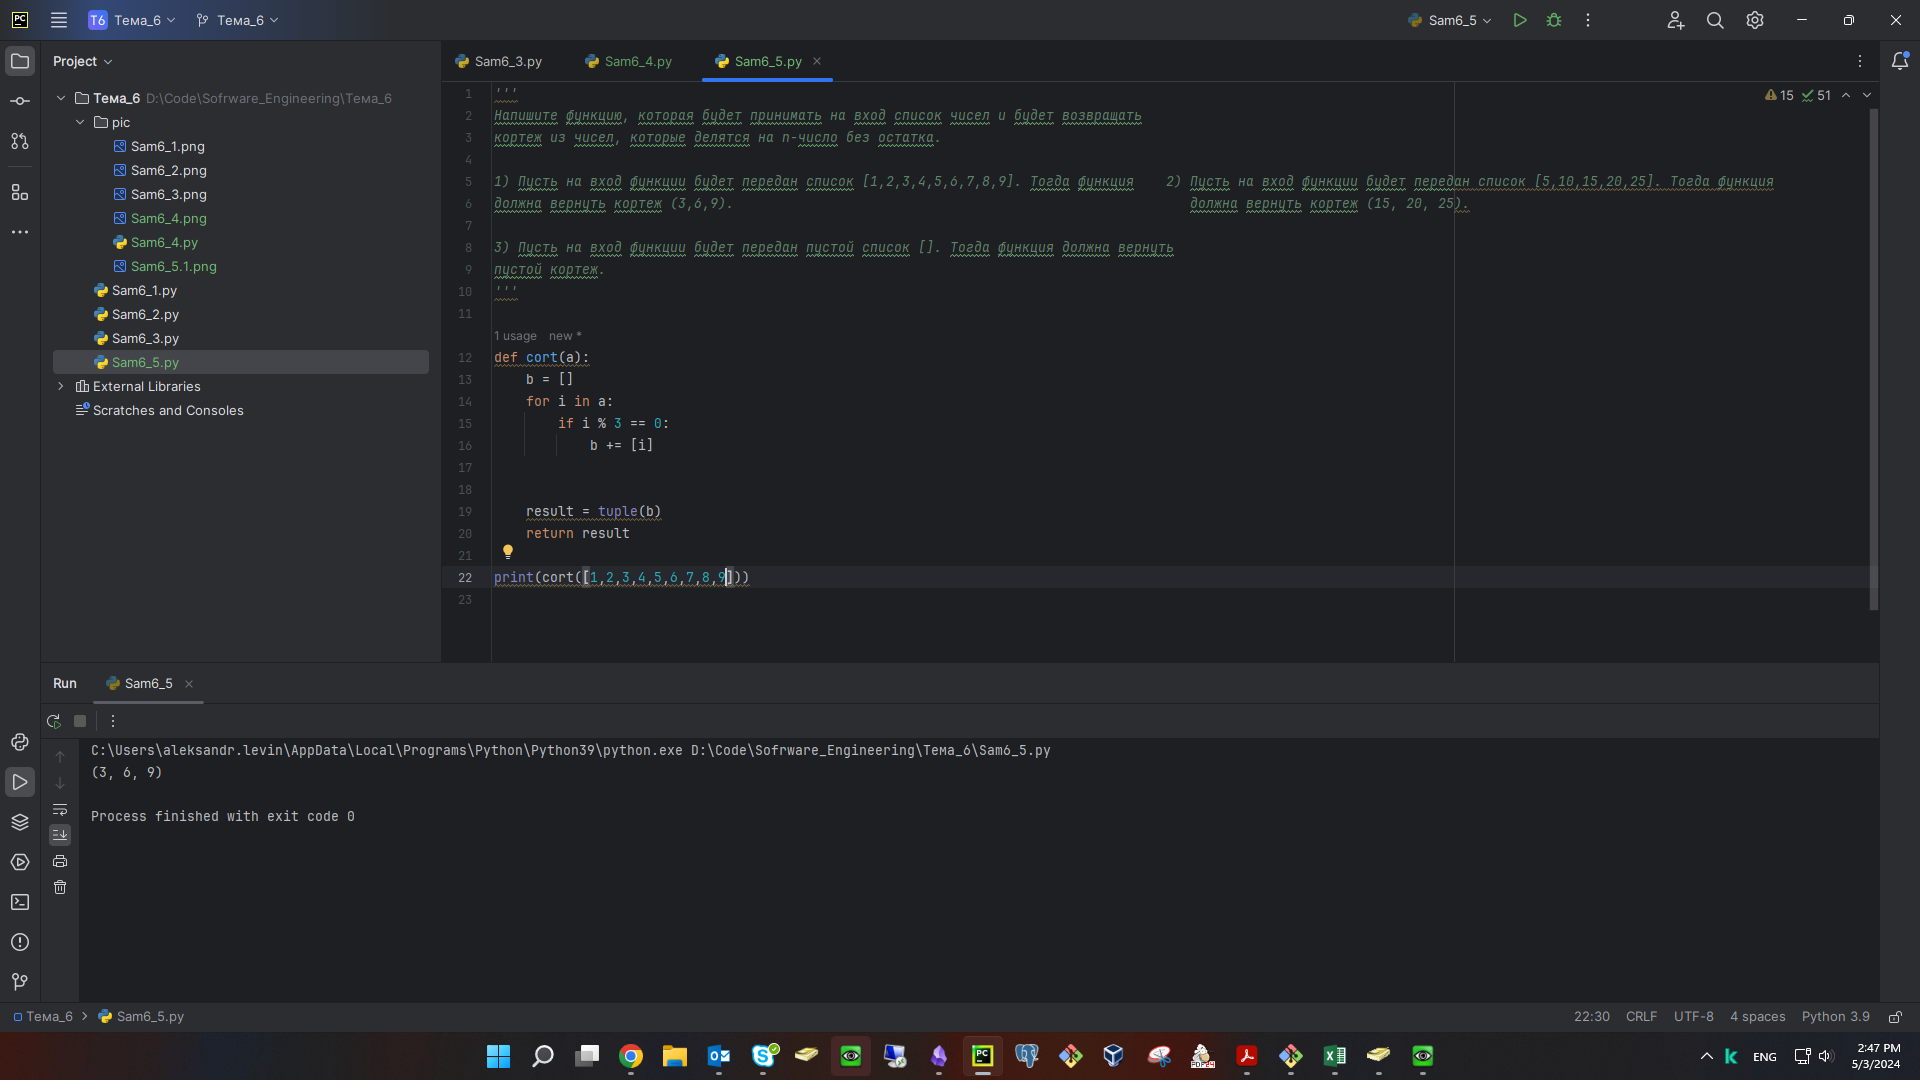 PC T6 Тема_6 Тема_6 Sam6_5
Project
Sam6_3.py Sam6_4.py Sam6_5.py
Тема_6 D:\Code\Sofrware_Engineering\Тема_6
pic
Sam6_1.png
Sam6_2.png
Sam6_3.png
Sam6_4.png
Sam6_4.py
Sam6_5.1.png
Sam6_1.py
Sam6_2.py
Sam6_3.py
Sam6_5.py
External Libraries
Scratches and Consoles
15 51
1 '''
2 Напишите функцию, которая будет принимать на вход список чисел и будет возвращать
3 кортеж из чисел, которые делятся на n-число без остатка.
4
5 1) Пусть на вход функции будет передан список [1,2,3,4,5,6,7,8,9]. Тогда функция 2) Пусть на вход функции будет передан список [5,10,15,20,25]. Тогда функция
6 должна вернуть кортеж (3,6,9). должна вернуть кортеж (15, 20, 25).
7
8 3) Пусть на вход функции будет передан пустой список []. Тогда функция должна вернуть
9 пустой кортеж.
10 '''
11
1 usage new *
12 def cort(a):
13 b = []
14 for i in a:
15 if i % 3 == 0:
16 b += [i]
17
18
19 result = tuple(b)
20 return result
21
22 print(cort([1,2,3,4,5,6,7,8,9]))
23
Run Sam6_5
C:\Users\aleksandr.levin\AppData\Local\Programs\Python\Python39\python.exe D:\Code\Sofrware_Engineering\Тема_6\Sam6_5.py
(3, 6, 9)
Process finished with exit code 0
Тема_6 Sam6_5.py
22:30 CRLF UTF-8 4 spaces Python 3.9
ENG
2:47 PM
5/3/2024